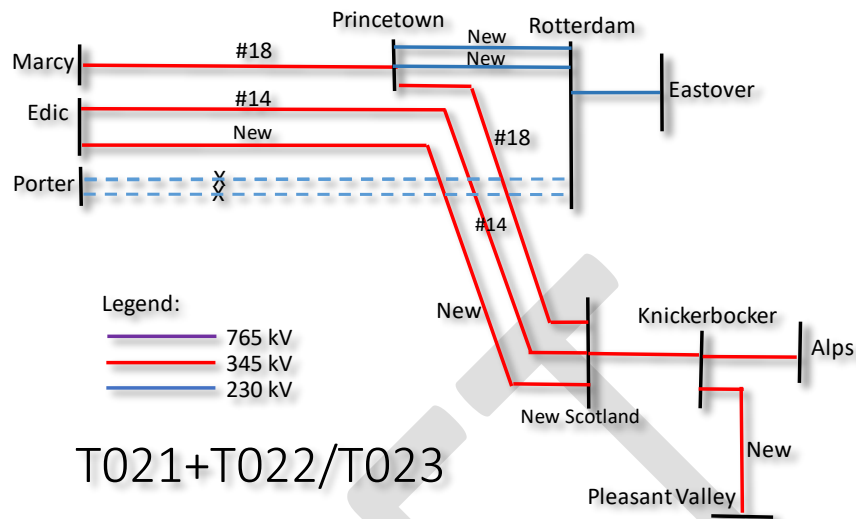 Princetown
Rotterdam
New
New
#18
Marcy
Eastover
#14
Edic
New
#18
Porter
X
X
#14
Legend:
New
Knickerbocker
765 kV
345 kV
Alps
230 kV
New Scotland
New
T021+T022/T023
Pleasant Valley